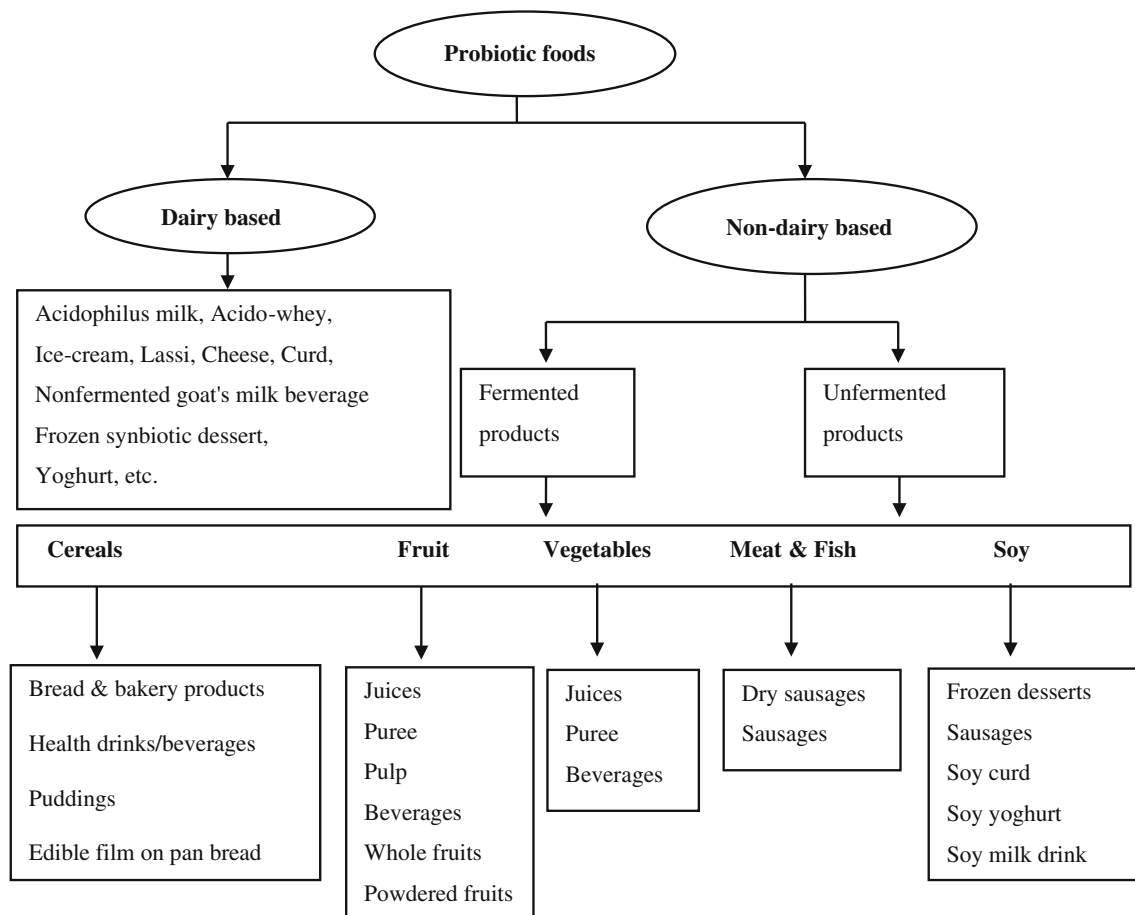 Probiotic foods
Dairy based
Non-dairy based
Acidophilus milk, Acido-whey,
Ice-cream, Lassi, Cheese, Curd,
Nonfermented goat's milk beverage
Frozen synbiotic dessert,
Yoghurt, etc.
Fermented
products
Unfermented
products
Cereals
Fruit
Vegetables
Meat & Fish
Soy
Bread & bakery products
Health drinks/beverages
Puddings
Edible film on pan bread
Juices
Puree
Pulp
Beverages
Whole fruits
Powdered fruits
Juices
Puree
Beverages
Dry sausages
Sausages
Frozen desserts
Sausages
Soy curd
Soy yoghurt
Soy milk drink